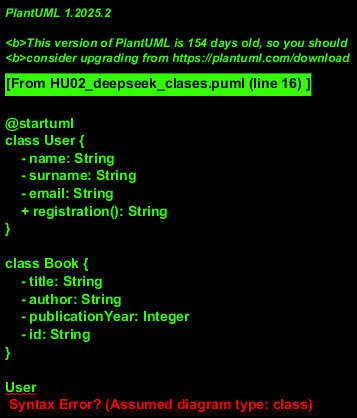 PlantUML 1.2025.2
<b>This version of PlantUML is 154 days old, so you should
<b>consider upgrading from https://plantuml.com/download
[From HU02_deepseek_clases.puml (line 16) ]
@startuml
class User {
- name: String
- surname: String
- email: String
+ registration(): String
}
class Book {
- title: String
- author: String
- publicationYear: Integer
- id: String
}
User
Syntax Error? (Assumed diagram type: class)